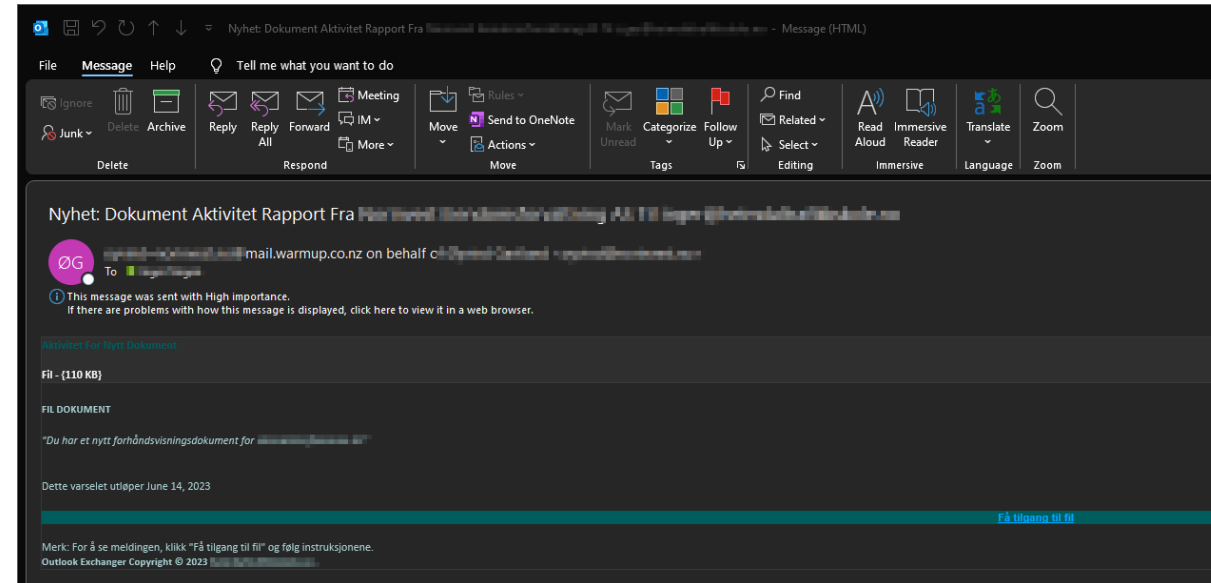 Nyhet: Dokument Aktivitet Rapport Fra - Message (HTML)
File Message Help Tell me what you want to do
Ignore
Junk
Delete
Archive
Delete
Reply
Reply All
Forward
Meeting
IM
More
Respond
Move
Rules
Send to OneNote
Actions
Move
Mark Unread
Categorize
Follow Up
Tags
Find
Related
Select
Editing
Read Aloud
Immersive Reader
Immersive
Translate
Language
Zoom
Zoom
Nyhet: Dokument Aktivitet Rapport Fra
ØG
mail.warmup.co.nz on behalf
To
This message was sent with High importance.
If there are problems with how this message is displayed, click here to view it in a web browser.
Aktivitet For Nytt Dokument
Fil - {110 KB}
FIL DOKUMENT
"Du har et nytt forhåndsvisningsdokument for
Dette varselet utløper June 14, 2023
Få tilgang til fil
Merk: For å se meldingen, klikk "Få tilgang til fil" og følg instruksjonene.
Outlook Exchanger Copyright © 2023